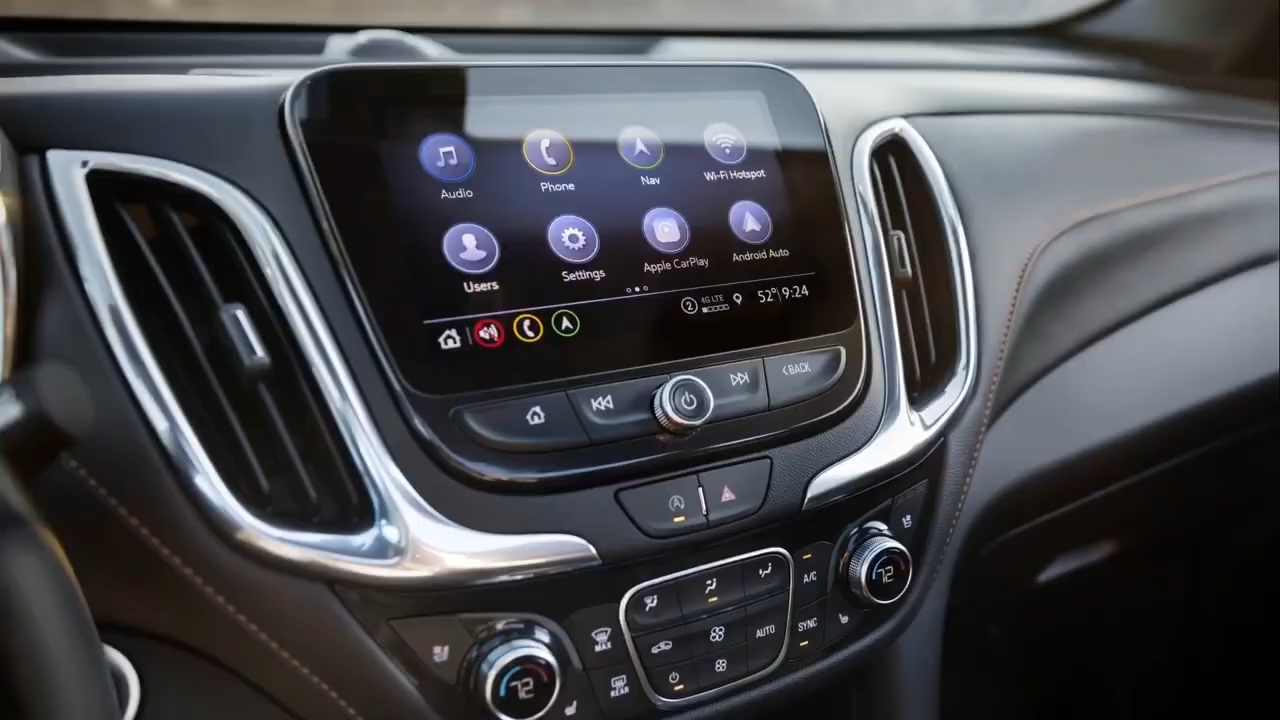 Audio
Phone
Nav
Wi-Fi Hotspot
Users
Settings
Apple CarPlay
Android Auto
2
4G LTE
52° 9:24
<BACK
A
72
A/C
MAX
AUTO
SYNC
REAR
72